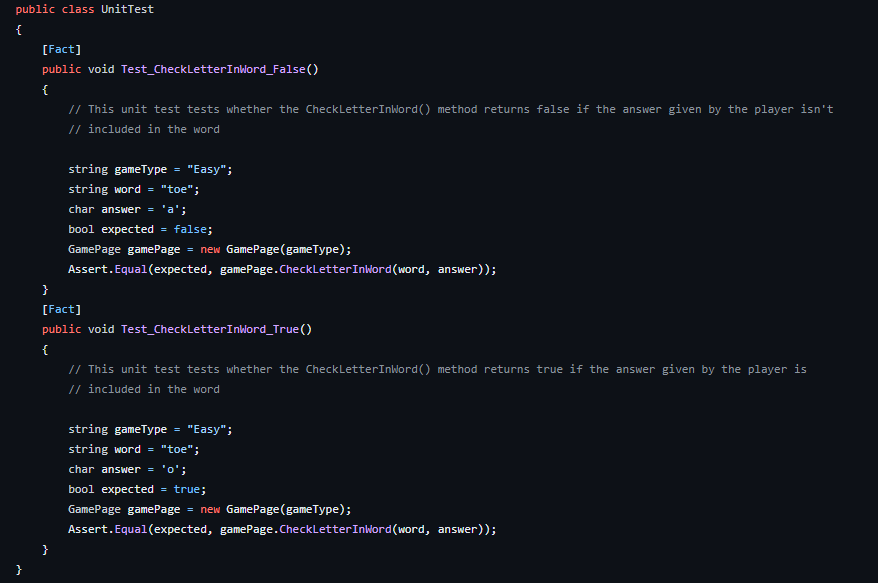 public class UnitTest
{
    [Fact]
    public void Test_CheckLetterInWord_False()
    {
        // This unit test tests whether the CheckLetterInWord() method returns false if the answer given by the player isn't
        // included in the word

        string gameType = "Easy";
        string word = "toe";
        char answer = 'a';
        bool expected = false;
        GamePage gamePage = new GamePage(gameType);
        Assert.Equal(expected, gamePage.CheckLetterInWord(word, answer));
    }
    [Fact]
    public void Test_CheckLetterInWord_True()
    {
        // This unit test tests whether the CheckLetterInWord() method returns true if the answer given by the player is
        // included in the word

        string gameType = "Easy";
        string word = "toe";
        char answer = 'o';
        bool expected = true;
        GamePage gamePage = new GamePage(gameType);
        Assert.Equal(expected, gamePage.CheckLetterInWord(word, answer));
    }
}